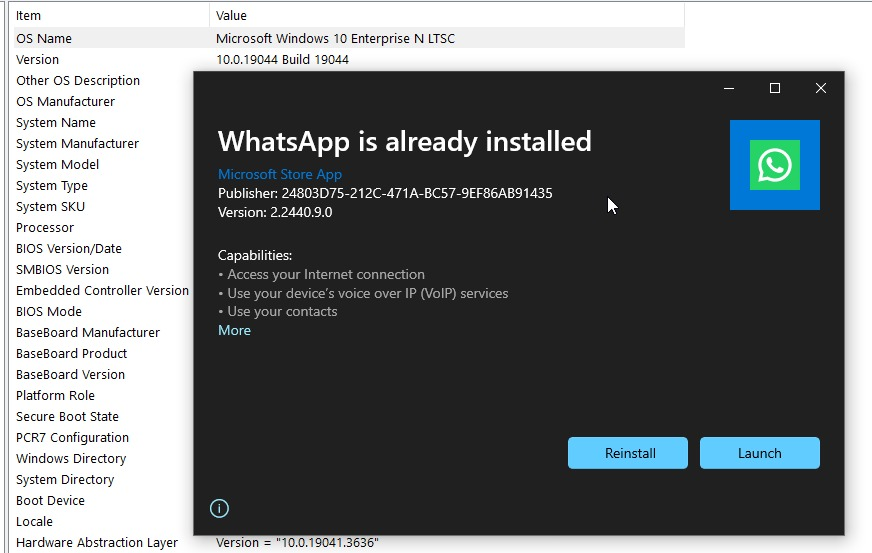 Item Value
OS Name Microsoft Windows 10 Enterprise N LTSC
Version 10.0.19044 Build 19044
Other OS Description
OS Manufacturer
System Name
System Manufacturer
System Model
System Type
System SKU
Processor
BIOS Version/Date
SMBIOS Version
Embedded Controller Version
BIOS Mode
BaseBoard Manufacturer
BaseBoard Product
BaseBoard Version
Platform Role
Secure Boot State
PCR7 Configuration
Windows Directory
System Directory
Boot Device
Locale
Hardware Abstraction Layer Version = "10.0.19041.3636"
WhatsApp is already installed
Microsoft Store App
Publisher: 24803D75-212C-471A-BC57-9EF86AB91435
Version: 2.2440.9.0
Capabilities:
• Access your Internet connection
• Use your device's voice over IP (VoIP) services
• Use your contacts
More
Reinstall Launch